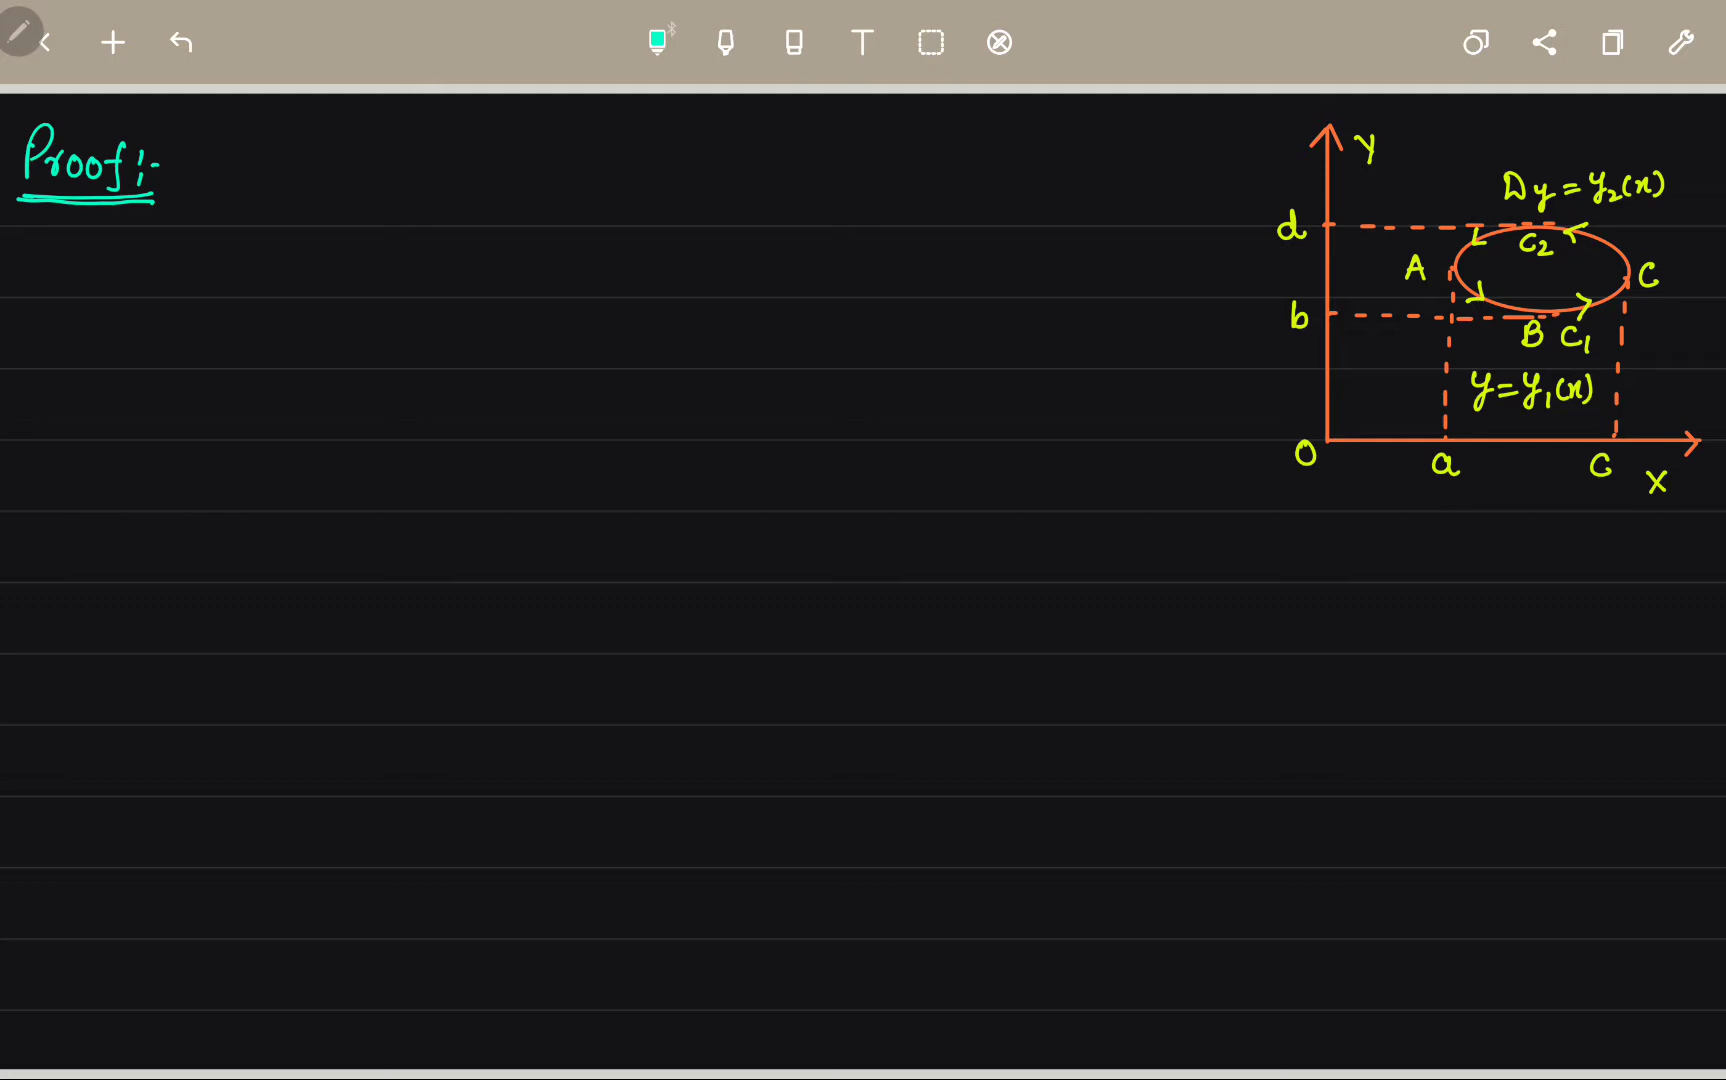 Proof:-
Y
D y = y₂(x)
d
C₂
A
C
b
B C₁
y = y₁(x)
O
a
C
X